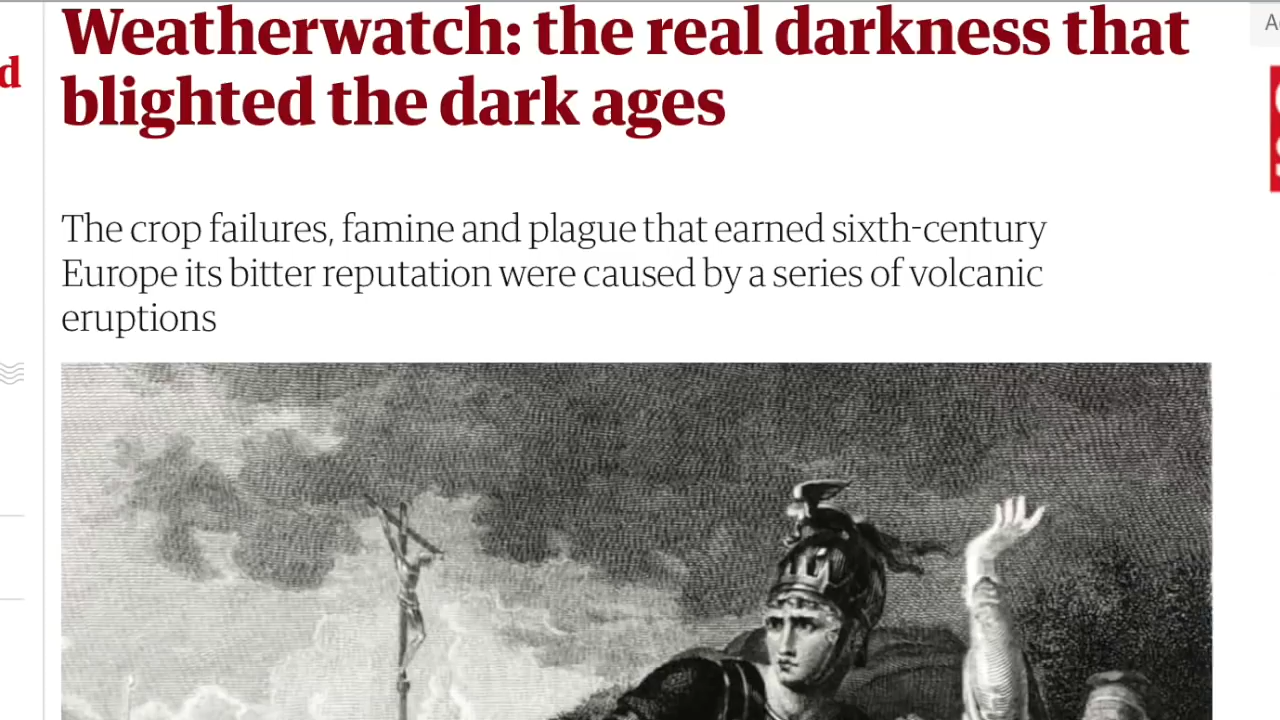 Weatherwatch: the real darkness that
blighted the dark ages
The crop failures, famine and plague that earned sixth-century
Europe its bitter reputation were caused by a series of volcanic
eruptions